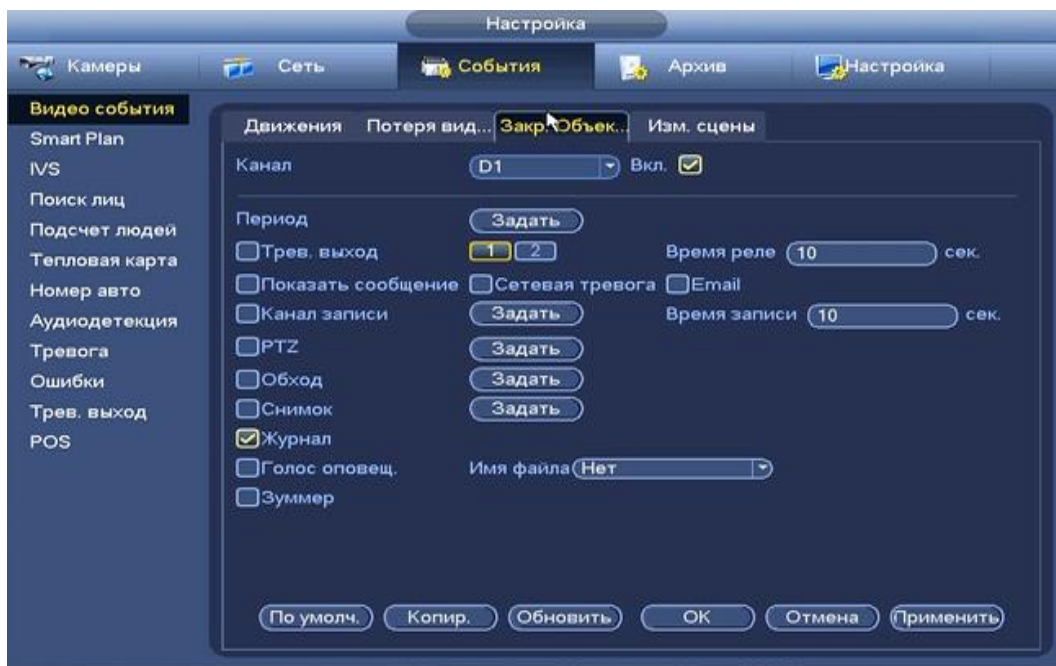 Настройка
Камеры Сеть События Архив Настройка
Видео события
Smart Plan
IVS
Поиск лиц
Подсчет людей
Тепловая карта
Номер авто
Аудиодетекция
Тревога
Ошибки
Трев. выход
POS
Движения Потеря вид... Закр. Объек... Изм. сцены
Канал D1 Вкл.
Период Задать
Трев. выход 1 2 Время реле 10 сек.
Показать сообщение Сетевая тревога Email
Канал записи Задать Время записи 10 сек.
PTZ Задать
Обход Задать
Снимок Задать
Журнал
Голос оповещ. Имя файла Нет
Зуммер
По умолч. Копир. Обновить OK Отмена Применить